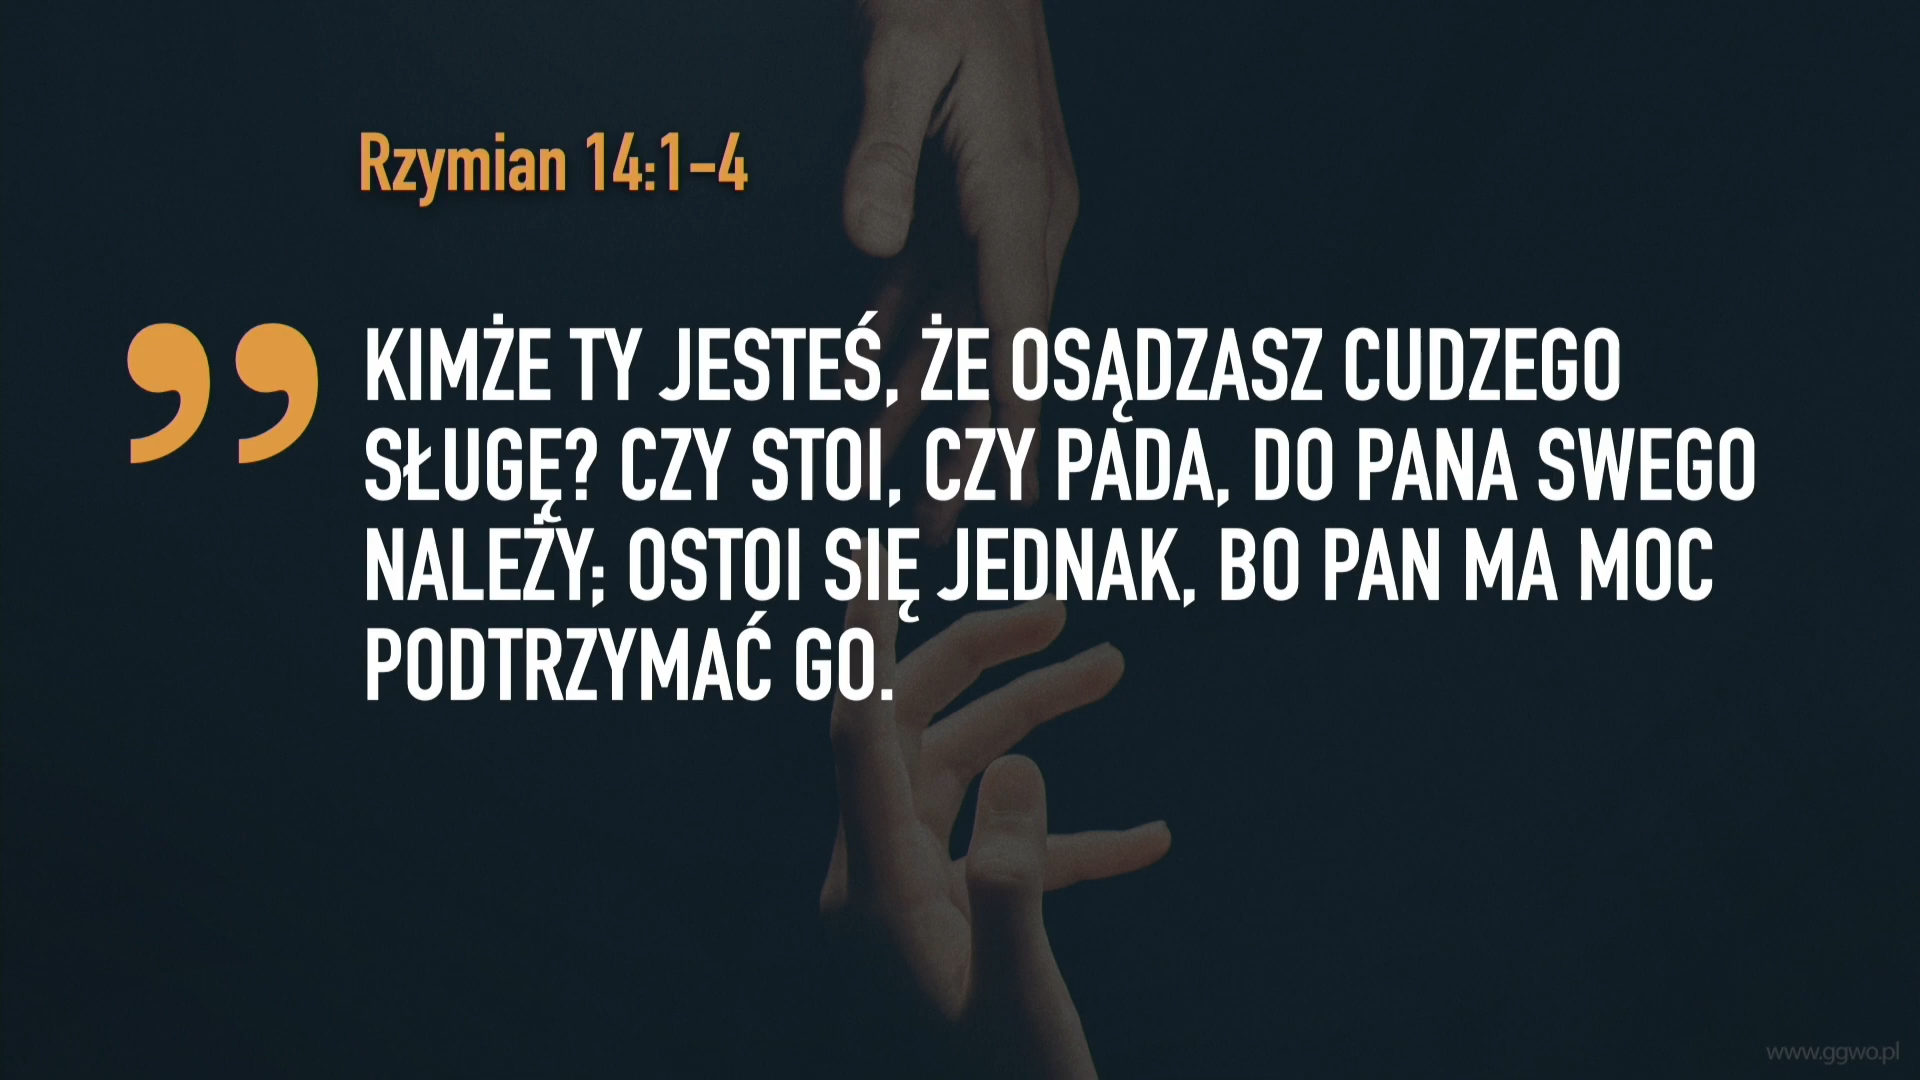 Rzymian 14:1–4
” KIMŻE TY JESTEŚ, ŻE OSĄDZASZ CUDZEGO
SŁUGĘ? CZY STOI, CZY PADA, DO PANA SWEGO
NALEŻY; OSTOI SIĘ JEDNAK, BO PAN MA MOC
PODTRZYMAĆ GO.
www.ggwo.pl